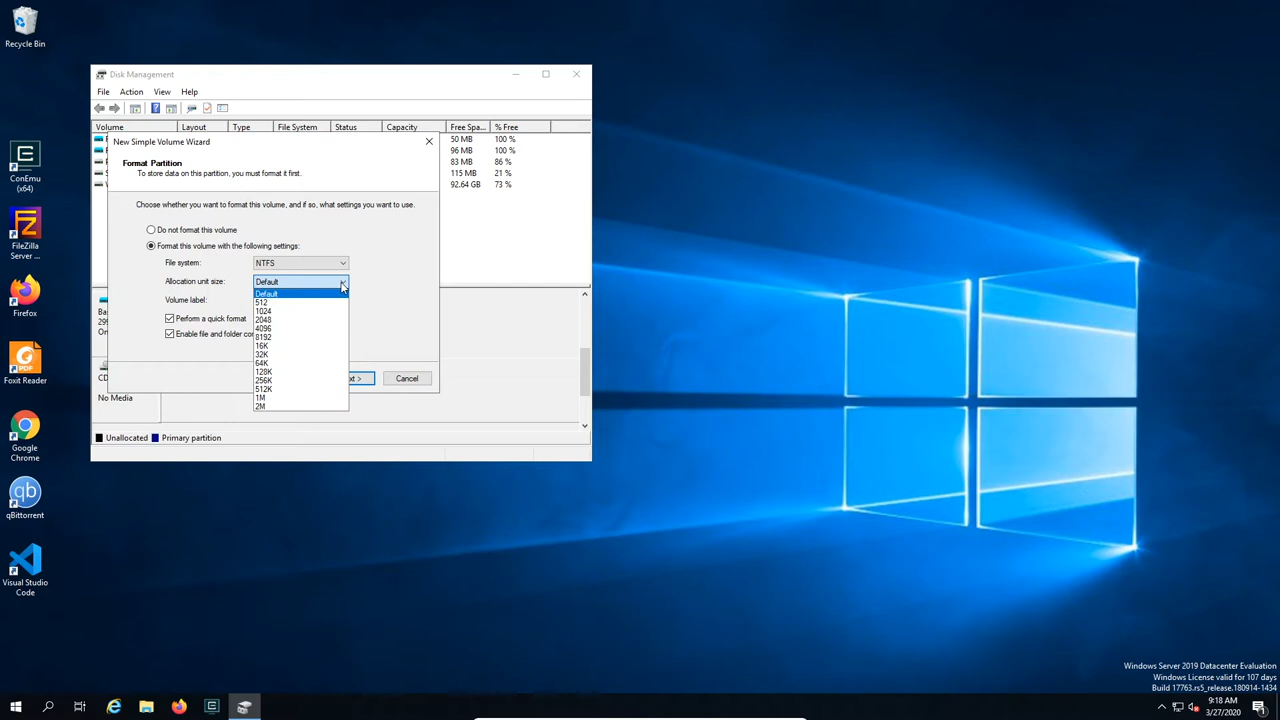 Recycle Bin
ConEmu
(x64)
FileZilla
Server ...
Firefox
Foxit Reader
Google
Chrome
qBittorrent
Visual Studio
Code
Disk Management
File Action View Help
Volume Layout Type File System Status Capacity Free Spa... % Free
50 MB 100 %
96 MB 100 %
83 MB 86 %
115 MB 21 %
92.64 GB 73 %
New Simple Volume Wizard
Format Partition
To store data on this partition, you must format it first.
Choose whether you want to format this volume, and if so, what settings you want to use.
Do not format this volume
Format this volume with the following settings:
File system: NTFS
Allocation unit size: Default
Volume label:
Perform a quick format
Enable file and folder co
Default
512
1024
2048
4096
8192
16K
32K
64K
128K
256K
512K
1M
2M
xt > Cancel
Ba
299
On
CD
No Media
Unallocated Primary partition
Windows Server 2019 Datacenter Evaluation
Windows License valid for 107 days
Build 17763.rs5_release.180914-1434
9:18 AM
3/27/2020